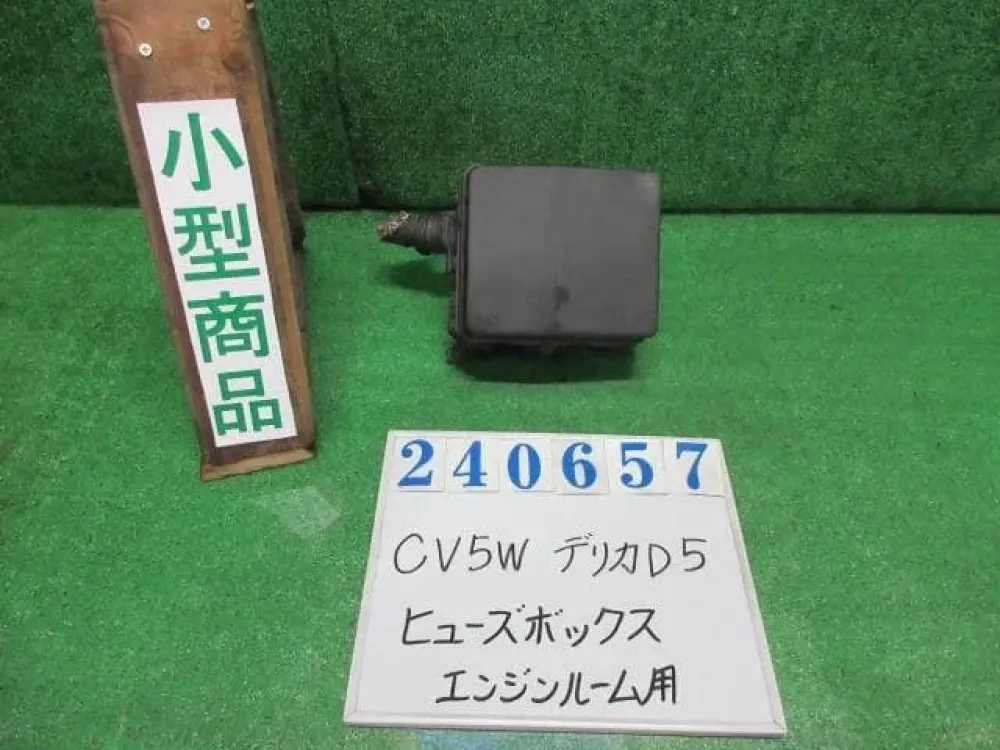 小型商品
240657
CV5W デリカD5
ヒューズボックス
エンジンルーム用